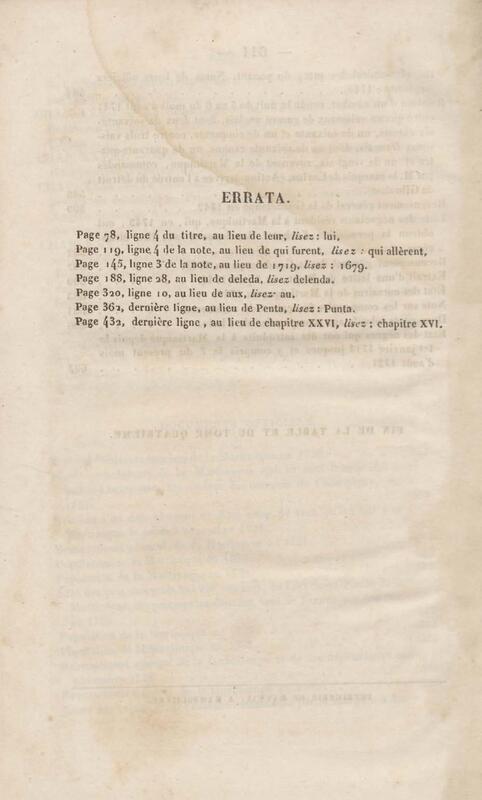 ERRATA.
Page 78, ligne 4 du titre, au lieu de leur, lisez : lui.
Page 119, ligne 4 de la note, au lieu de qui furent, lisez : qui allèrent,
Page 145, ligne 3 de la note, au lieu de 1719, lisez : 1679.
Page 188, ligne 28, au lieu de deleda, lisez delenda.
Page 320, ligne 10, au lieu de aux, lisez au.
Page 362, dernière ligne, au lieu de Penta, lisez : Punta.
Page 432, dernière ligne, au lieu de chapitre XXVI, lisez : chapitre XVI.